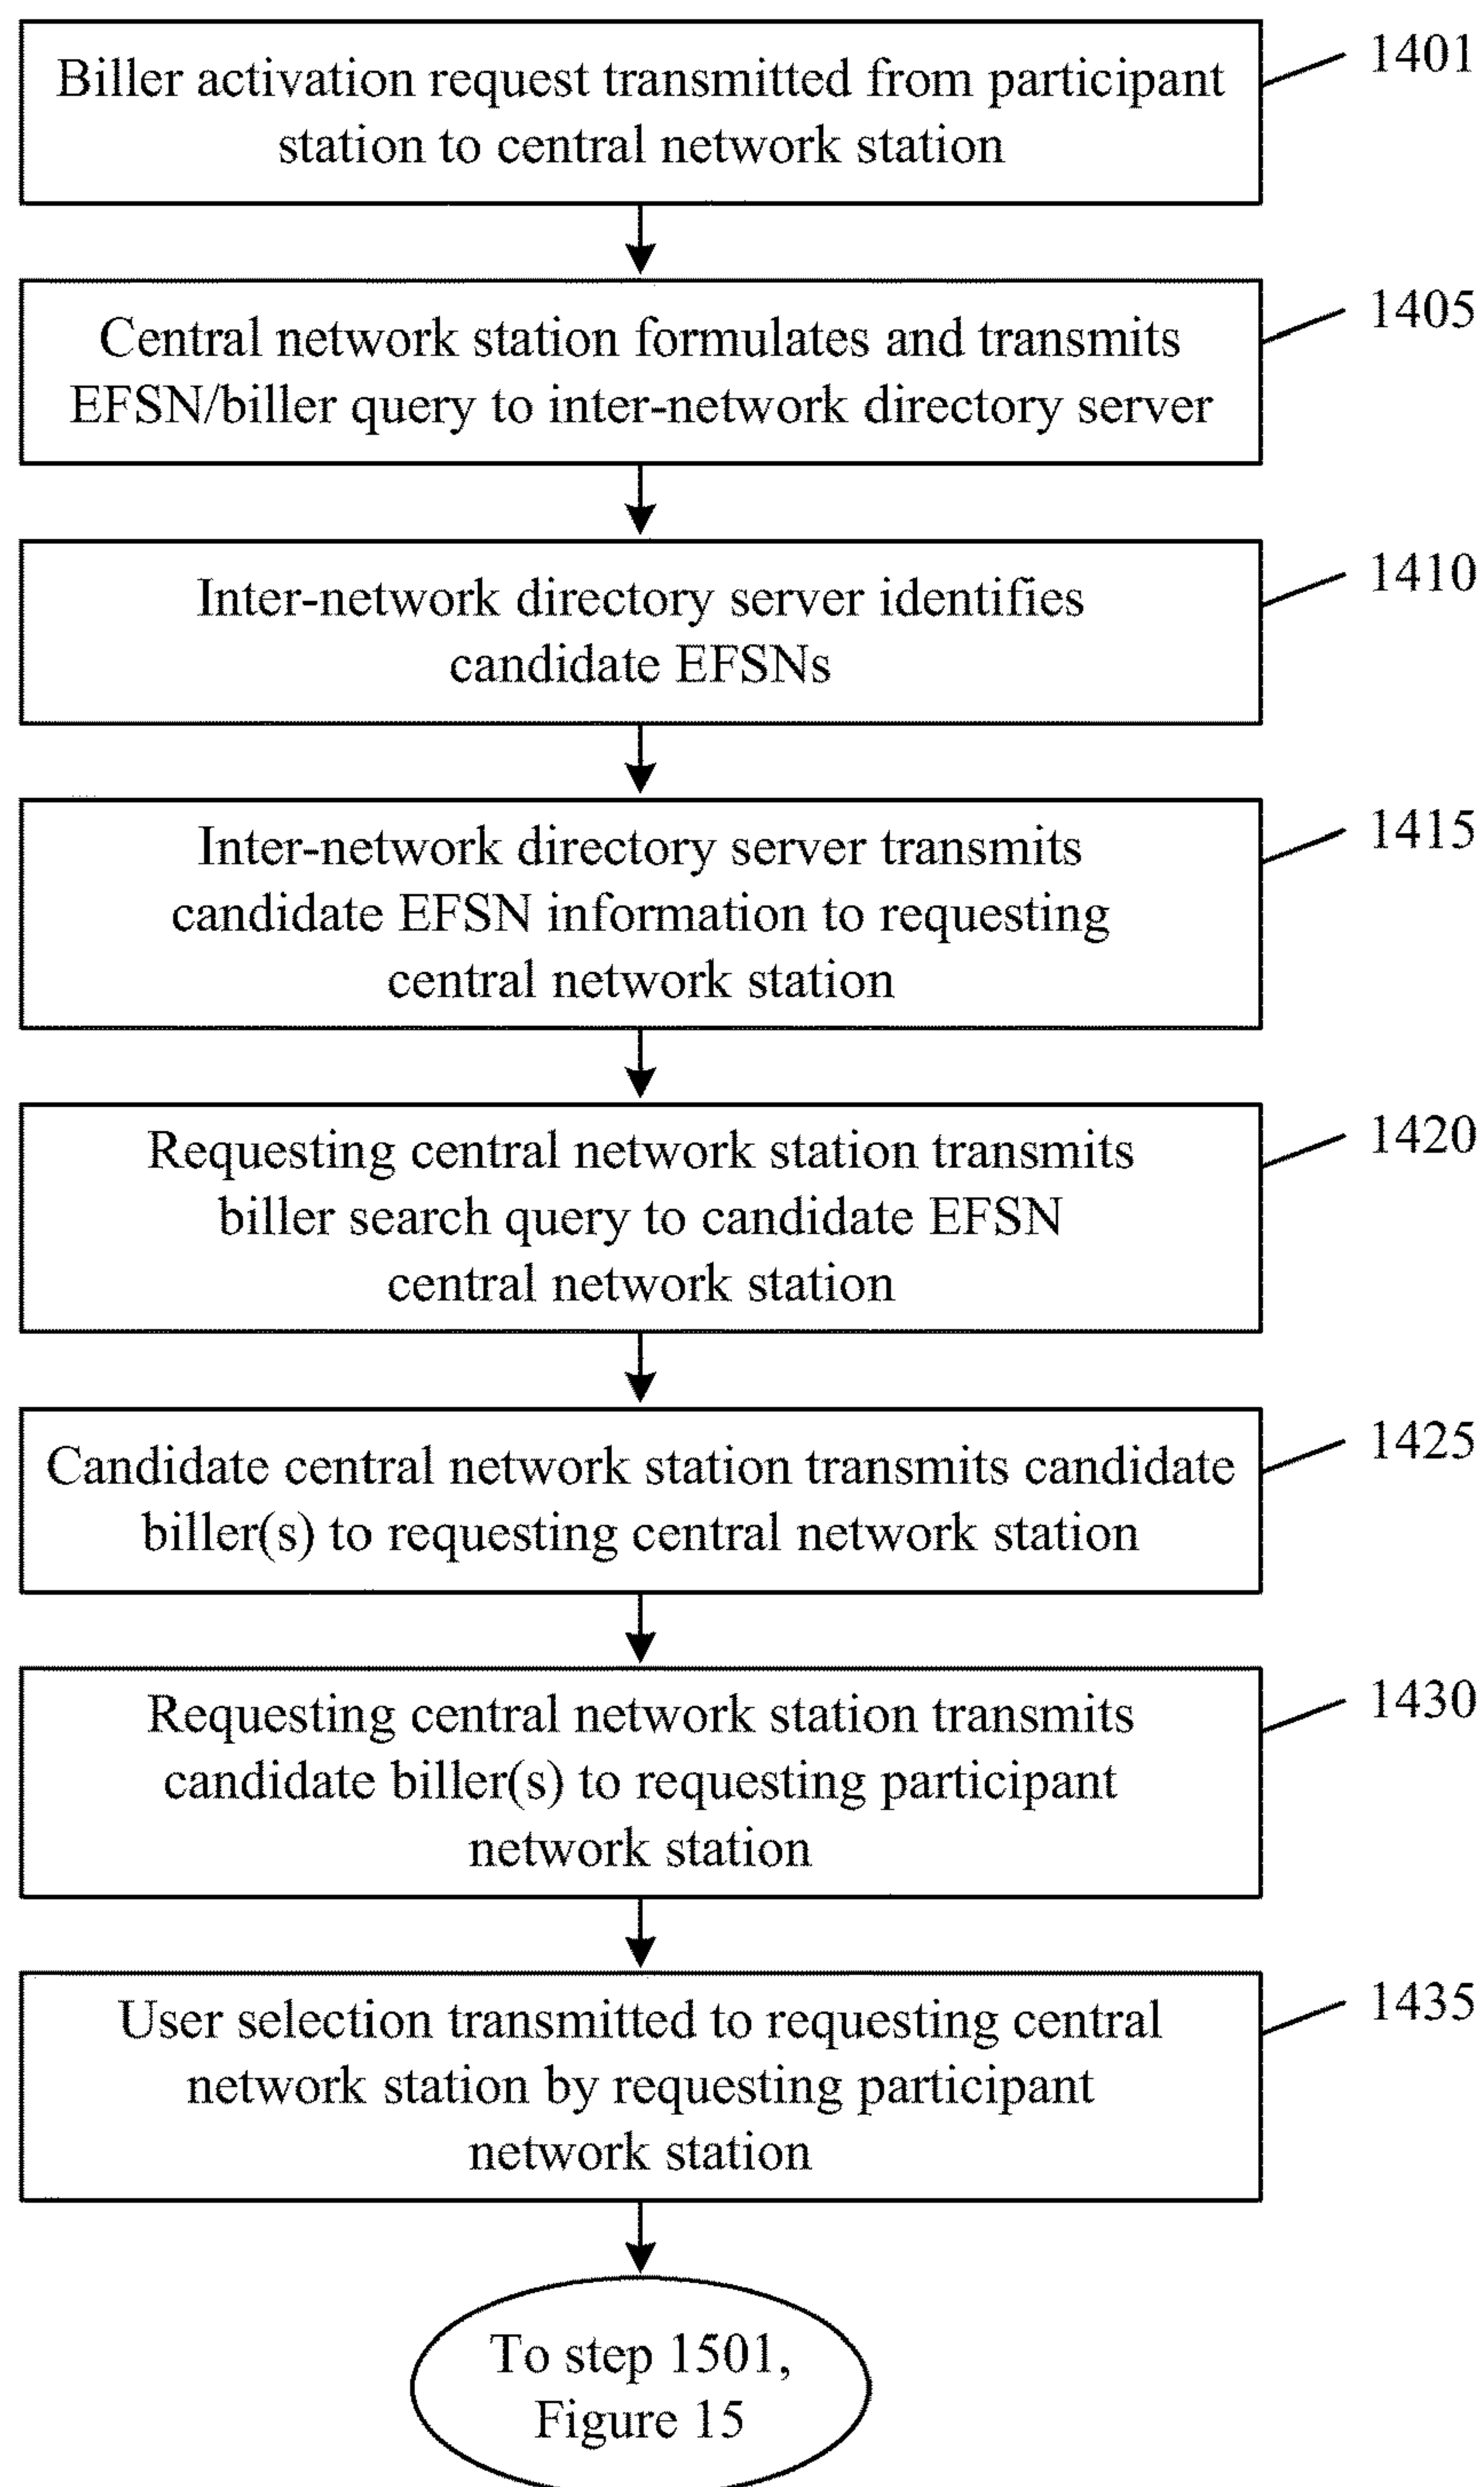 Biller activation request transmitted from participant
station to central network station
1401
Central network station formulates and transmits
EFSN/biller query to inter-network directory server
1405
Inter-network directory server identifies
candidate EFSNs
1410
Inter-network directory server transmits
candidate EFSN information to requesting
central network station
1415
Requesting central network station transmits
biller search query to candidate EFSN
central network station
1420
Candidate central network station transmits candidate
biller(s) to requesting central network station
1425
Requesting central network station transmits
candidate biller(s) to requesting participant
network station
1430
User selection transmitted to requesting central
network station by requesting participant
network station
1435
To step 1501,
Figure 15